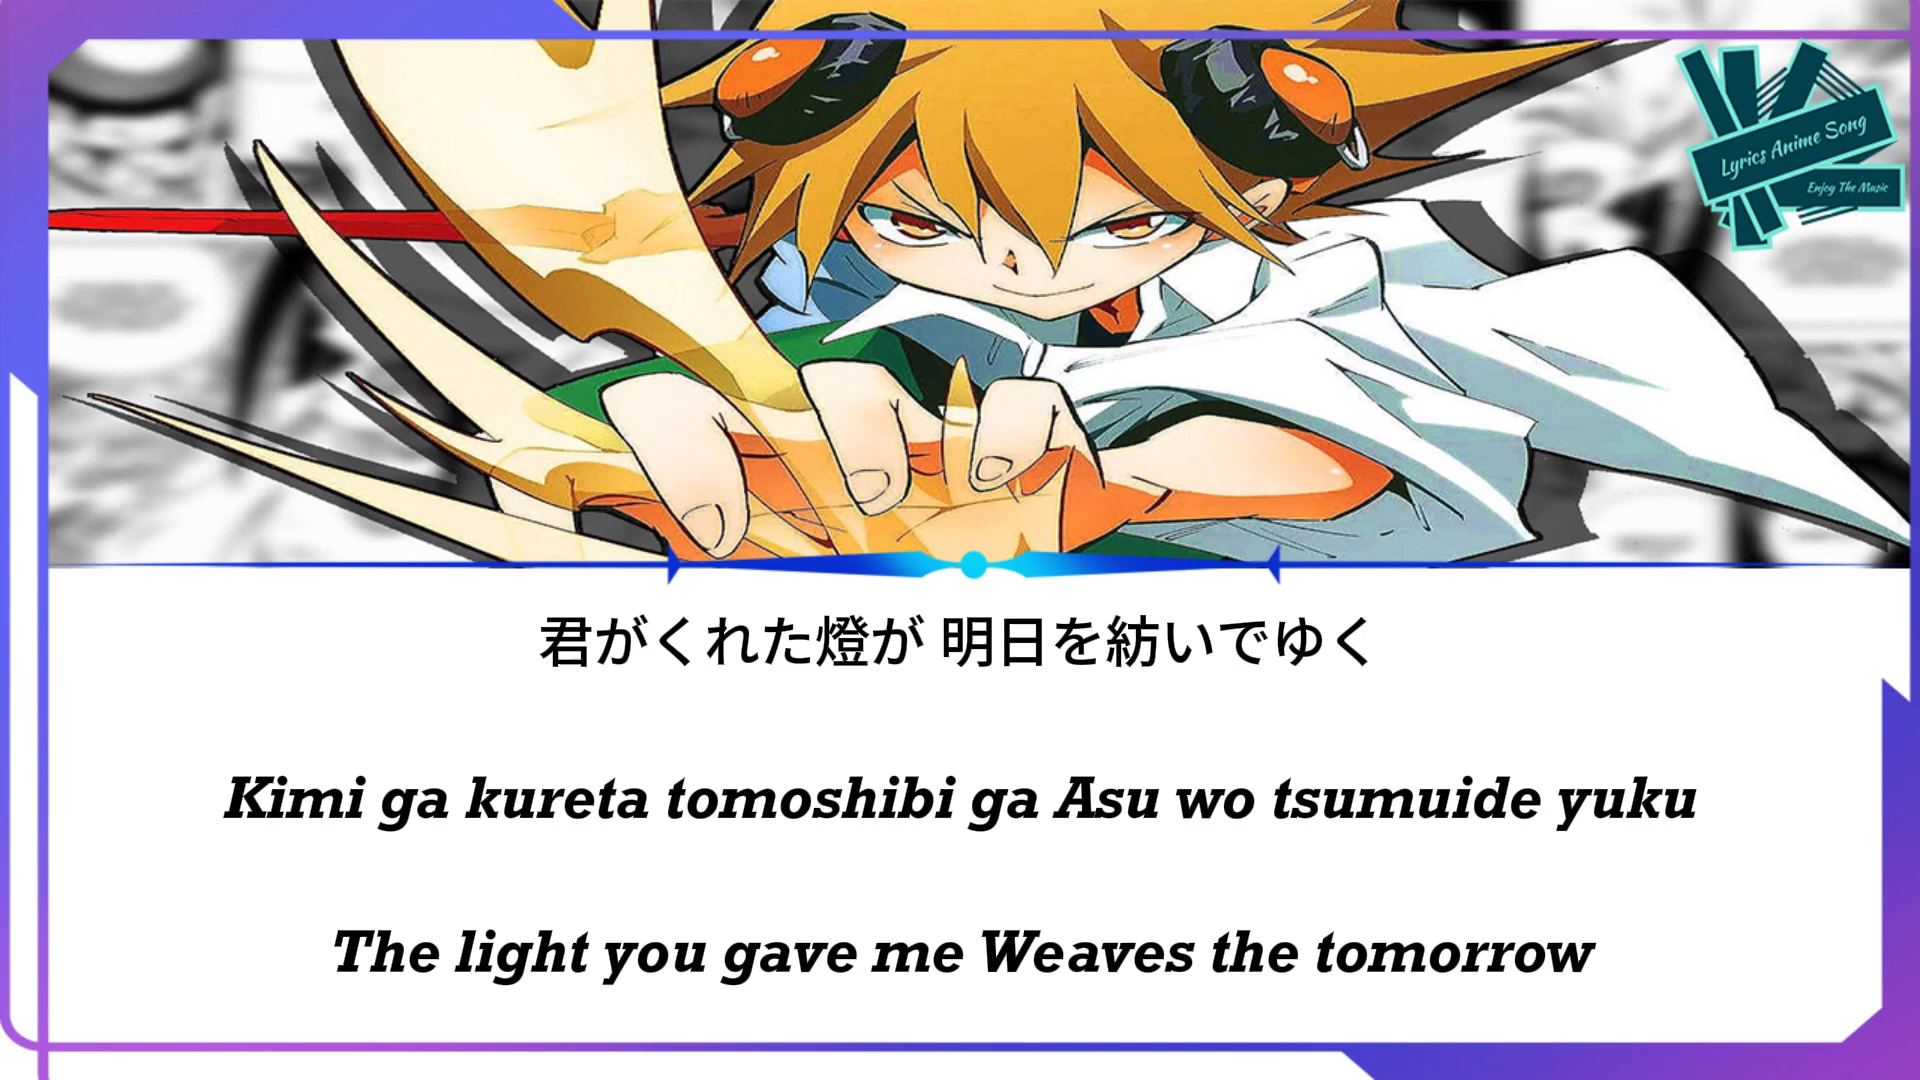 Lyrics Anime Song
Enjoy The Music
君がくれた燈が 明日を紡いでゆく
Kimi ga kureta tomoshibi ga Asu wo tsumuide yuku
The light you gave me Weaves the tomorrow